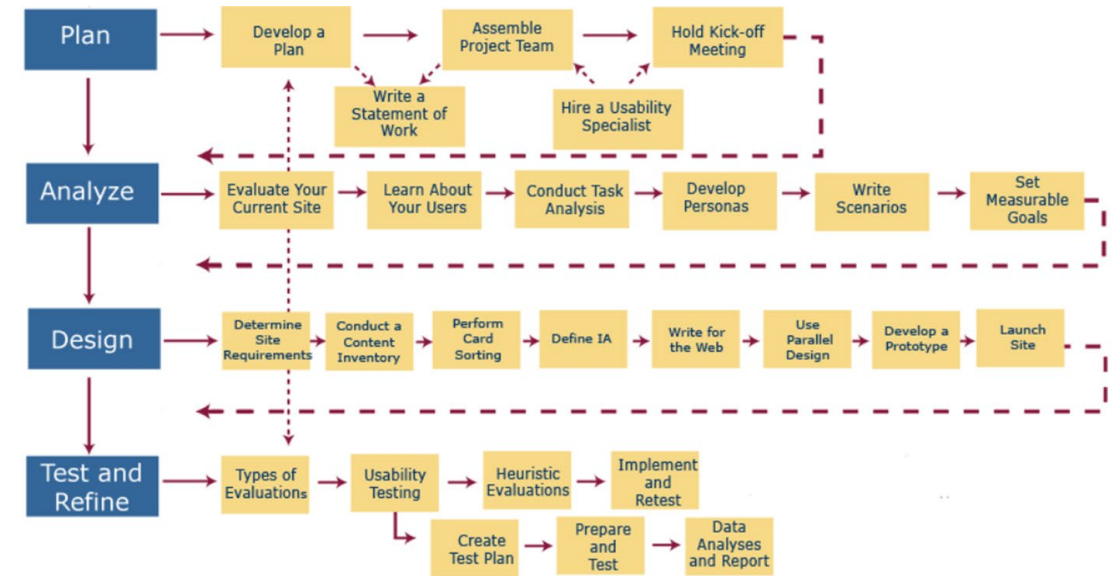 Plan
Develop a
Plan
Assemble
Project Team
Hold Kick-off
Meeting
Write a
Statement of
Work
Hire a Usability
Specialist
Analyze
Evaluate Your
Current Site
Learn About
Your Users
Conduct Task
Analysis
Develop
Personas
Write
Scenarios
Set
Measurable
Goals
Design
Determine
Site
Requirements
Conduct a
Content
Inventory
Perform
Card
Sorting
Define IA
Write for
the Web
Use
Parallel
Design
Develop a
Prototype
Launch
Site
Test and
Refine
Types of
Evaluations
Usability
Testing
Heuristic
Evaluations
Implement
and
Retest
Create
Test Plan
Prepare
and
Test
Data
Analyses
and Report